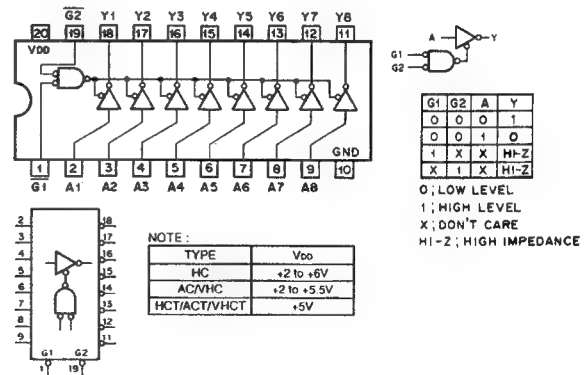 G2 Y1 Y2 Y3 Y4 Y5 Y6 Y7 Y8
20 19 18 17 16 15 14 13 12 11
VDD
GND
1 2 3 4 5 6 7 8 9 10
G1 A1 A2 A3 A4 A5 A6 A7 A8
A Y
G1
G2
G1 G2 A Y
0 0 0 1
0 0 1 0
1 X X HI-Z
X 1 X HI-Z
0; LOW LEVEL
1; HIGH LEVEL
X; DON'T CARE
HI-Z; HIGH IMPEDANCE
2 18
3 17
4 16
5 15
6 14
7 13
8 12
9 11
G1 G2
1 19
NOTE:
TYPE VDD
HC +2 to +6V
AC/VHC +2 to +5.5V
HCT/ACT/VHCT +5V